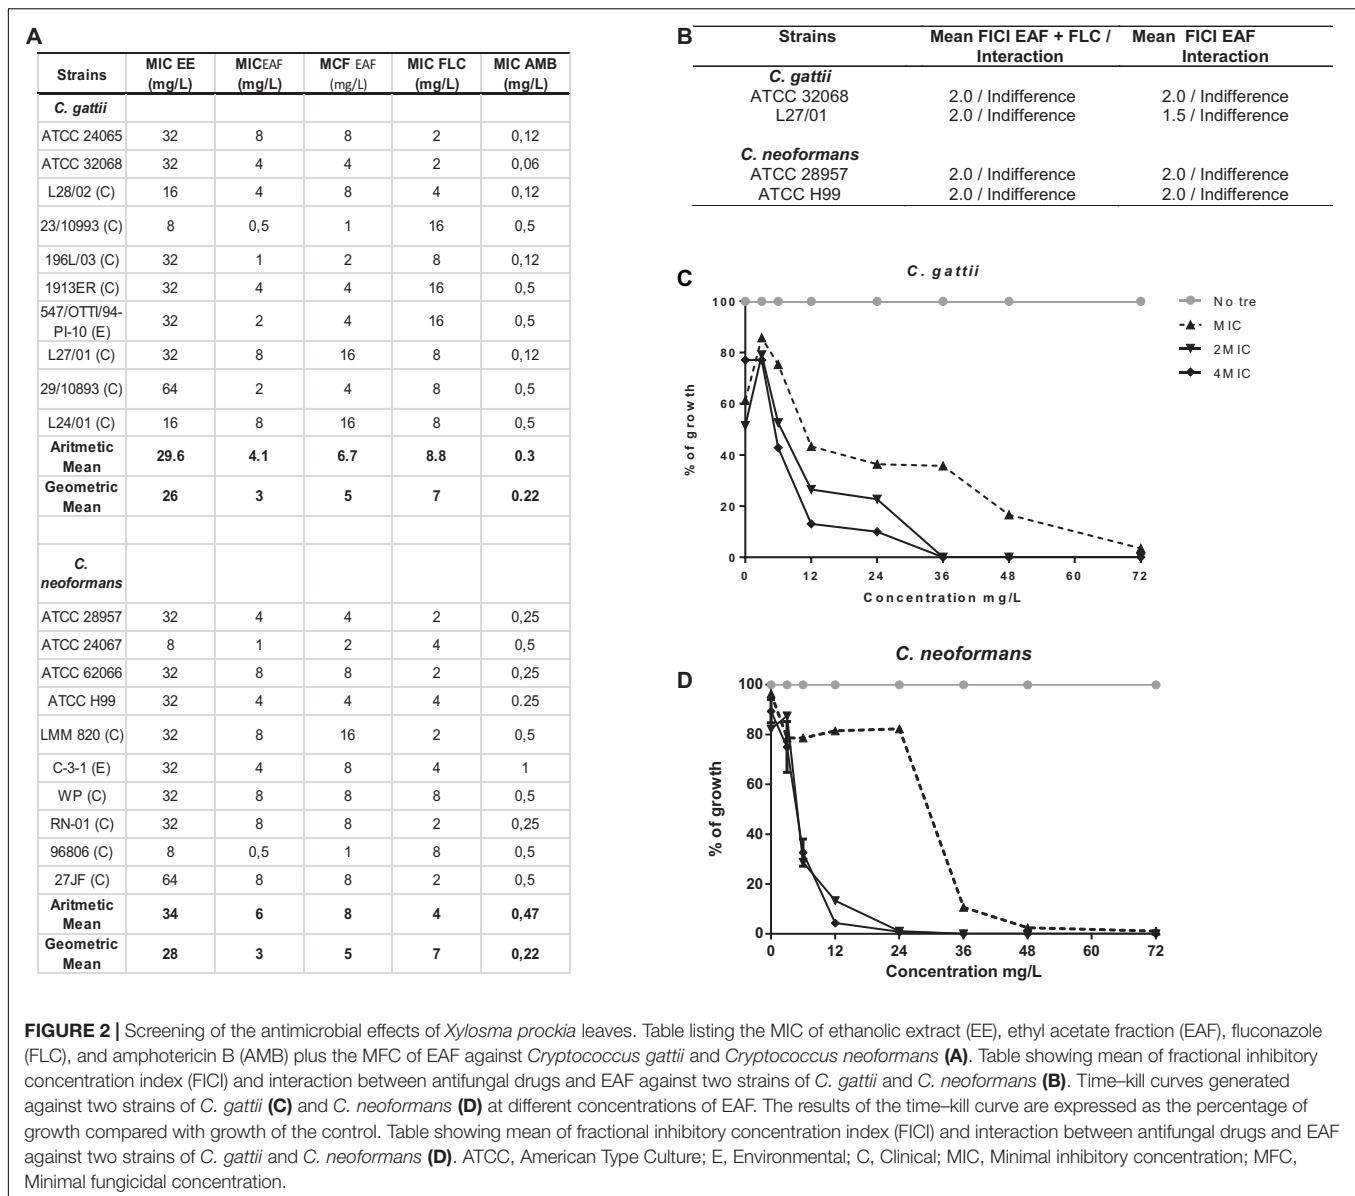 A
Strains MIC EE (mg/L) MICEAF (mg/L) MCF EAF (mg/L) MIC FLC (mg/L) MIC AMB (mg/L)
C. gattii
ATCC 24065 32 8 8 2 0,12
ATCC 32068 32 4 4 2 0,06
L28/02 (C) 16 4 8 4 0,12
23/10993 (C) 8 0,5 1 16 0,5
196L/03 (C) 32 1 2 8 0,12
1913ER (C) 32 4 4 16 0,5
547/OTTI/94-PI-10 (E) 32 2 4 16 0,5
L27/01 (C) 32 8 16 8 0,12
29/10893 (C) 64 2 4 8 0,5
L24/01 (C) 16 8 16 8 0,5
Aritmetic Mean 29.6 4.1 6.7 8.8 0.3
Geometric Mean 26 3 5 7 0.22
C. neoformans
ATCC 28957 32 4 4 2 0,25
ATCC 24067 8 1 2 4 0,5
ATCC 62066 32 8 8 2 0,25
ATCC H99 32 4 4 4 0.25
LMM 820 (C) 32 8 16 2 0,5
C-3-1 (E) 32 4 8 4 1
WP (C) 32 8 8 8 0,5
RN-01 (C) 32 8 8 2 0,25
96806 (C) 8 0,5 1 8 0,5
27JF (C) 64 8 8 2 0,5
Aritmetic Mean 34 6 8 4 0,47
Geometric Mean 28 3 5 7 0,22
B
Strains Mean FICI EAF + FLC / Interaction Mean FICI EAF Interaction
C. gattii
ATCC 32068 2.0 / Indifference 2.0 / Indifference
L27/01 2.0 / Indifference 1.5 / Indifference
C. neoformans
ATCC 28957 2.0 / Indifference 2.0 / Indifference
ATCC H99 2.0 / Indifference 2.0 / Indifference
C
C. gattii
% of growth
100
80
60
40
20
0
0 12 24 36 48 60 72
Concentration mg/L
No tre
MIC
2MIC
4MIC
D
C. neoformans
% of growth
100
80
60
40
20
0
0 12 24 36 48 60 72
Concentration mg/L
FIGURE 2 | Screening of the antimicrobial effects of Xylosma prockia leaves. Table listing the MIC of ethanolic extract (EE), ethyl acetate fraction (EAF), fluconazole
(FLC), and amphotericin B (AMB) plus the MFC of EAF against Cryptococcus gattii and Cryptococcus neoformans (A). Table showing mean of fractional inhibitory
concentration index (FICI) and interaction between antifungal drugs and EAF against two strains of C. gattii and C. neoformans (B). Time–kill curves generated
against two strains of C. gattii (C) and C. neoformans (D) at different concentrations of EAF. The results of the time–kill curve are expressed as the percentage of
growth compared with growth of the control. Table showing mean of fractional inhibitory concentration index (FICI) and interaction between antifungal drugs and EAF
against two strains of C. gattii and C. neoformans (D). ATCC, American Type Culture; E, Environmental; C, Clinical; MIC, Minimal inhibitory concentration; MFC,
Minimal fungicidal concentration.